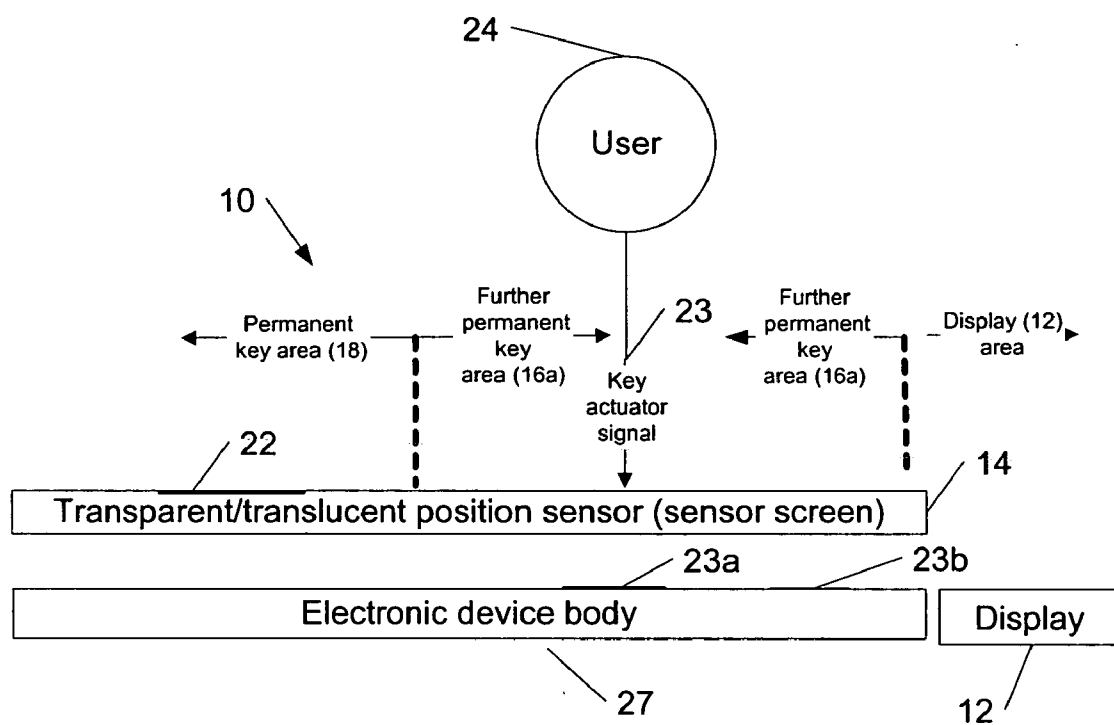 24
User
10
Permanent
key area (18)
Further
permanent
key
area (16a)
23
Further
permanent
key
area (16a)
Display (12)
area
Key
actuator
signal
22
14
Transparent/translucent position sensor (sensor screen)
23a
23b
Electronic device body
Display
27
12